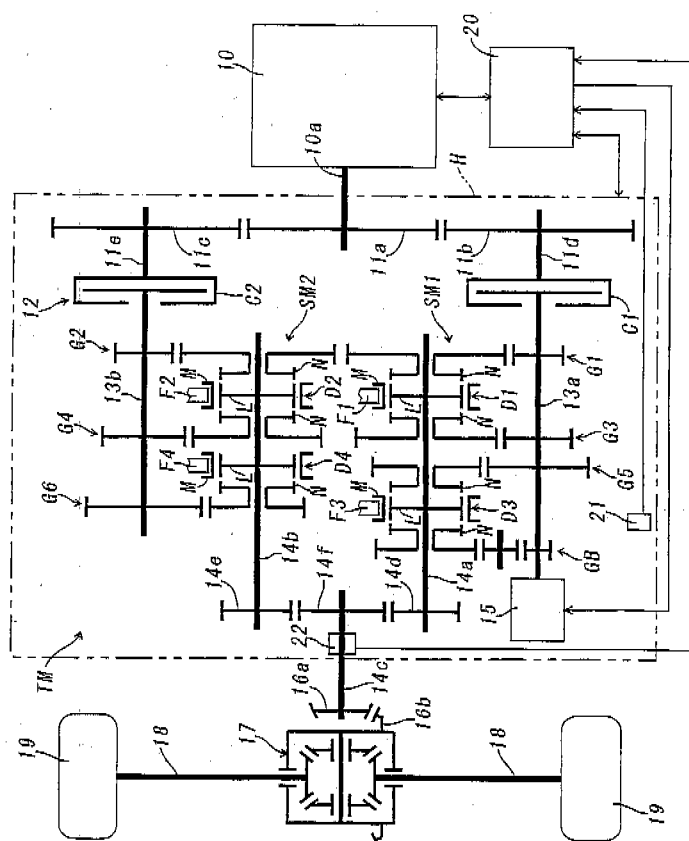 10
20
10a
H
11e
11c
11a
11b
11d
12
C2
C1
SM2
SM1
G2
13b
M
F2
N
D2
M
F1
N
D1
13a
G1
L
L
G4
N
N
G3
F4
M
D4
F3
M
D3
G5
L
L
N
N
21
G6
N
N
14b
14a
GB
14e
14f
14d
15
22
TM
16a
14c
16b
17
19
18
18
19